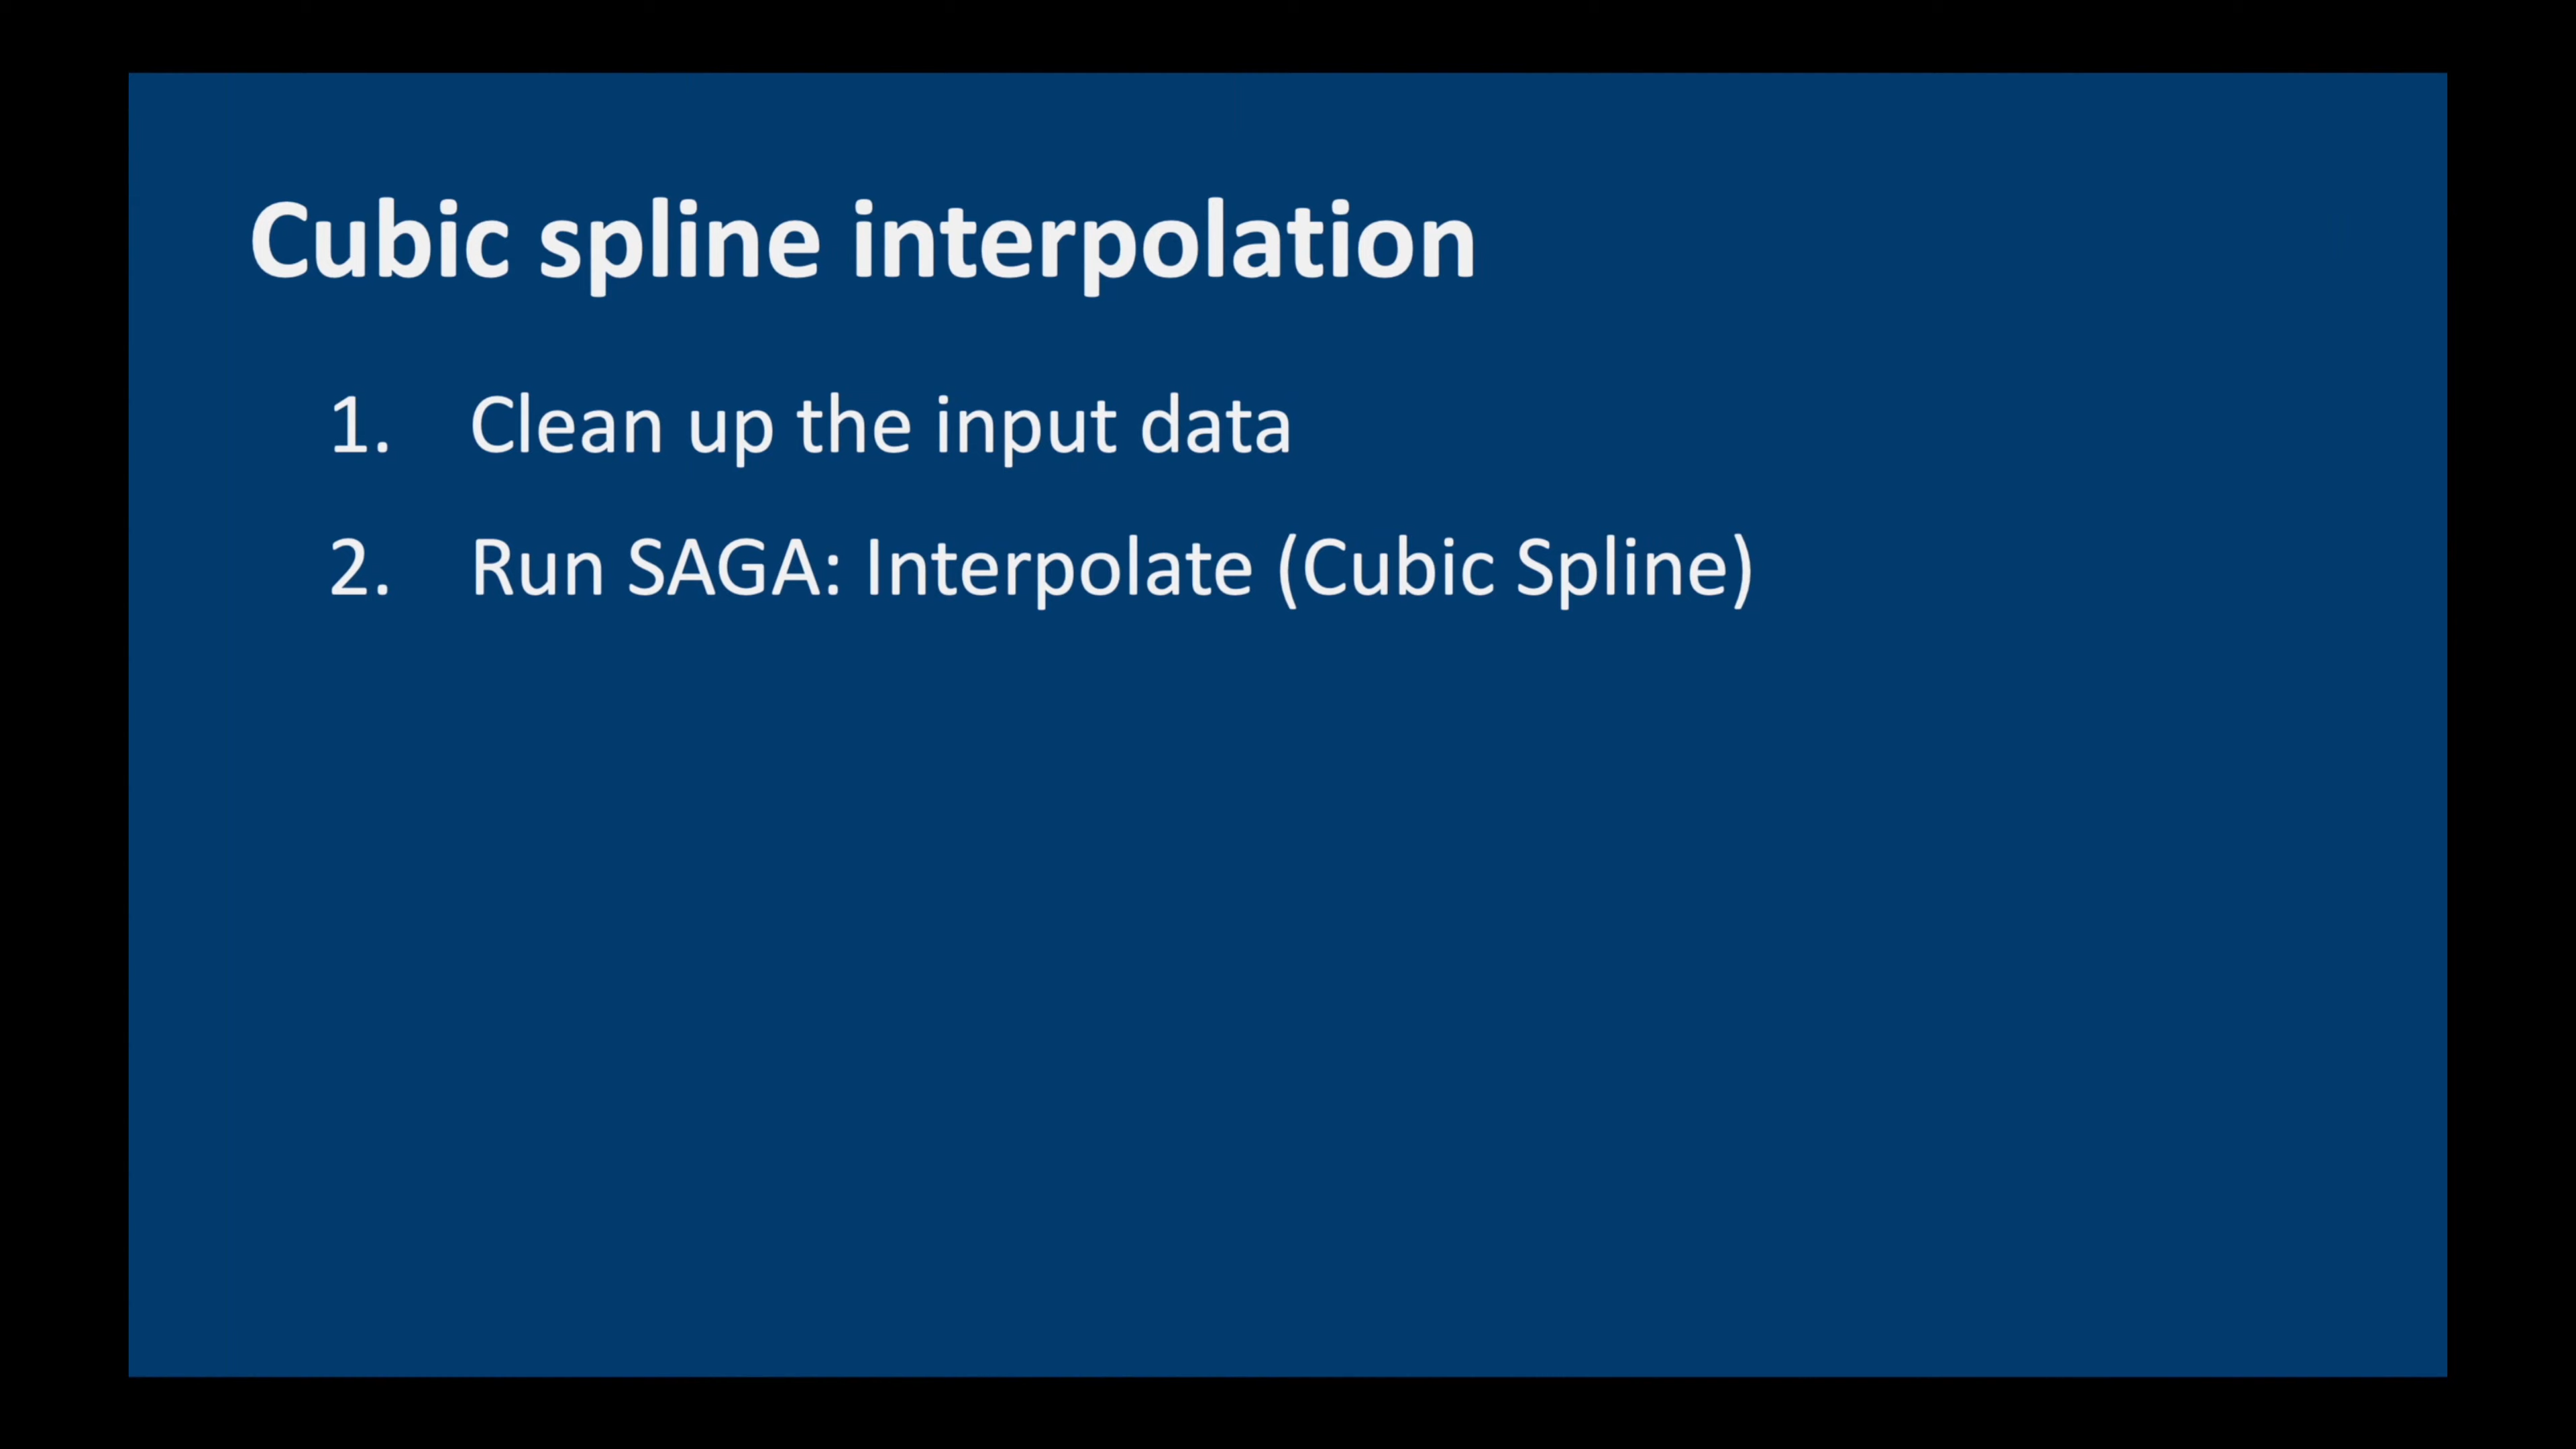 Cubic spline interpolation
1. Clean up the input data
2. Run SAGA: Interpolate (Cubic Spline)